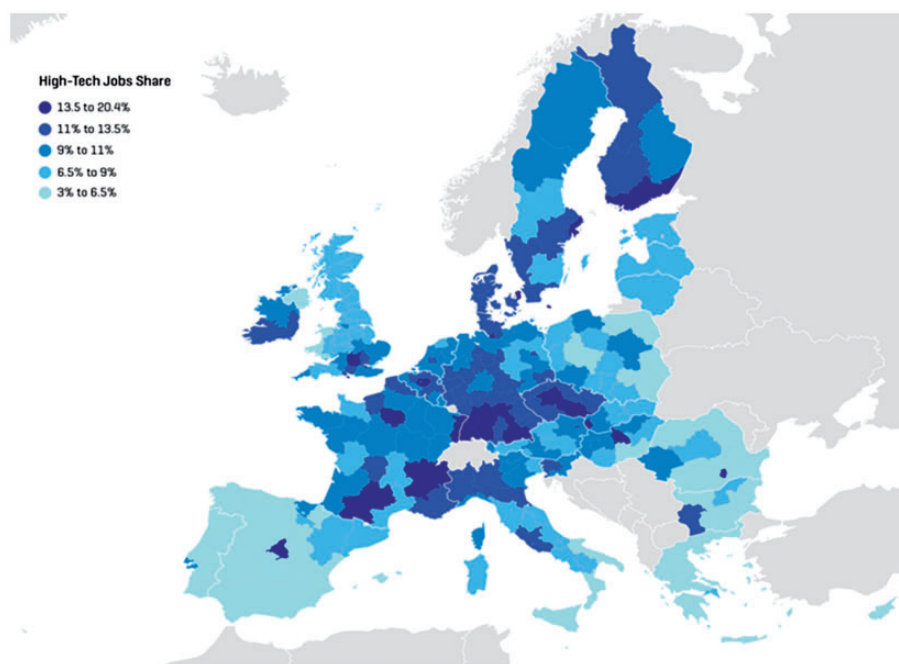 High-Tech Jobs Share
13.5 to 20.4%
11% to 13.5%
9% to 11%
6.5% to 9%
3% to 6.5%